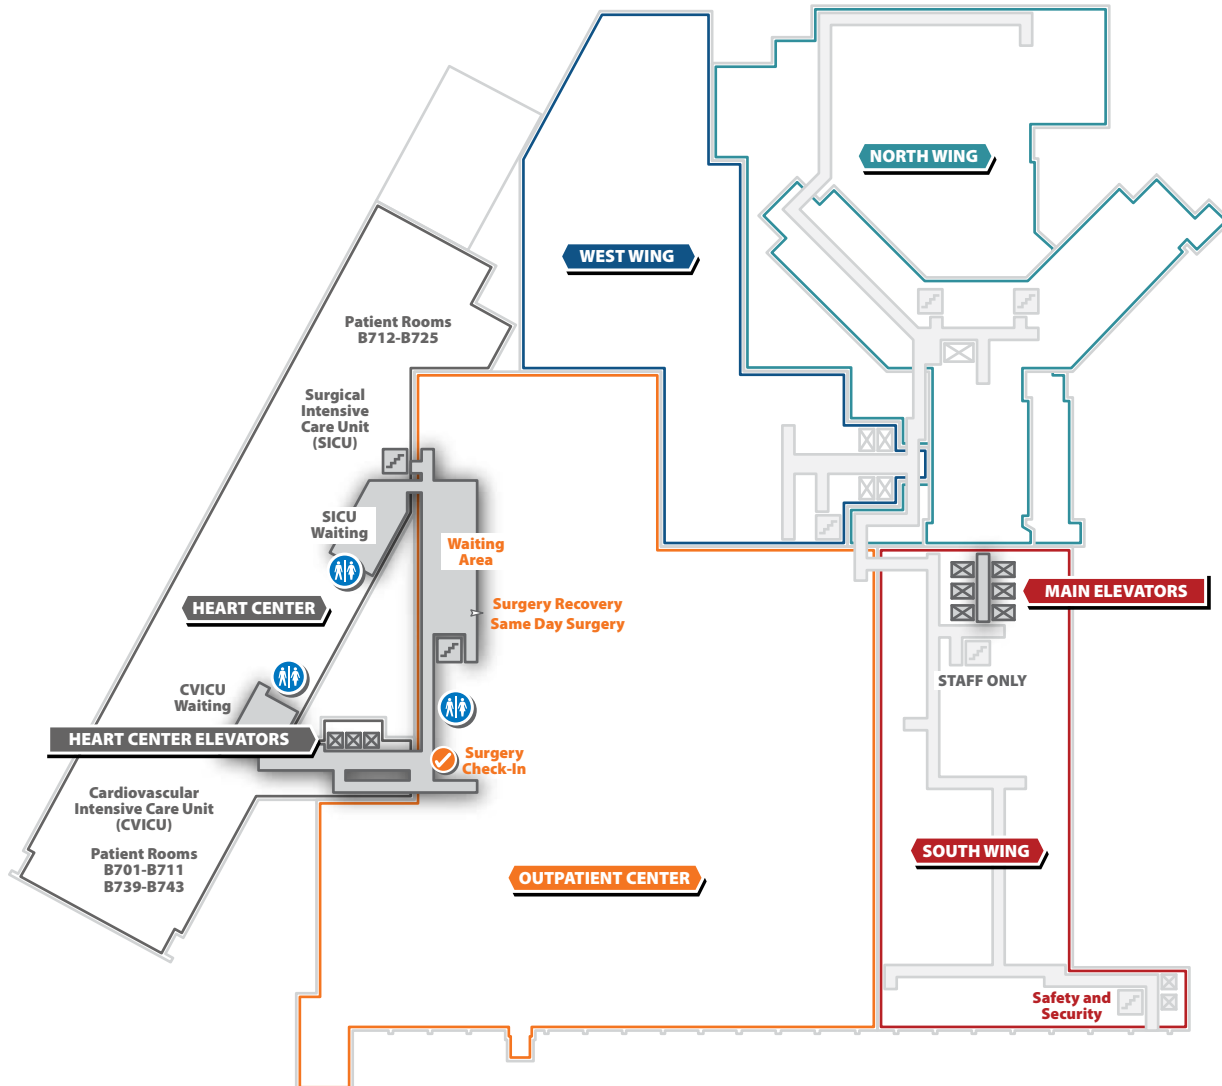 NORTH WING
WEST WING
Patient Rooms
B712-B725
Surgical
Intensive
Care Unit
(SICU)
SICU
Waiting
Waiting
Area
HEART CENTER
Surgery Recovery
Same Day Surgery
MAIN ELEVATORS
STAFF ONLY
CVICU
Waiting
HEART CENTER ELEVATORS
Surgery
Check-In
Cardiovascular
Intensive Care Unit
(CVICU)
Patient Rooms
B701-B711
B739-B743
OUTPATIENT CENTER
SOUTH WING
Safety and
Security